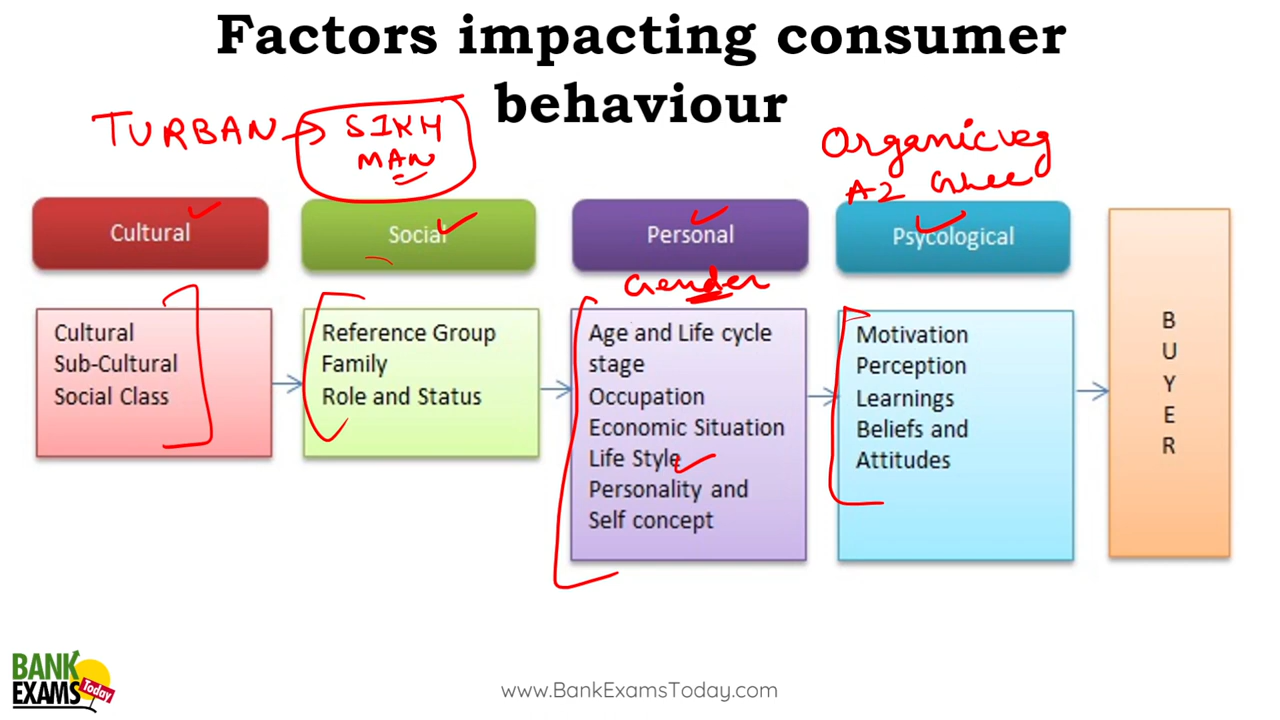 Factors impacting consumer
behaviour
TURBAN → SIKH
MAN
Organic veg
A2 Ghee
Cultural
Social
Personal
Psycological
Gender
Cultural
Sub-Cultural
Social Class
Reference Group
Family
Role and Status
Age and Life cycle
stage
Occupation
Economic Situation
Life Style
Personality and
Self concept
Motivation
Perception
Learnings
Beliefs and
Attitudes
B
U
Y
E
R
BANK
EXAMS
Today
www.BankExamsToday.com